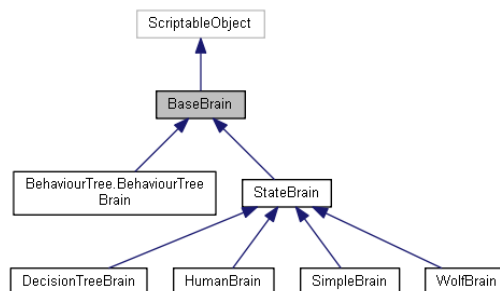 ScriptableObject
BaseBrain
BehaviourTree.BehaviourTree
Brain
StateBrain
DecisionTreeBrain
HumanBrain
SimpleBrain
WolfBrain